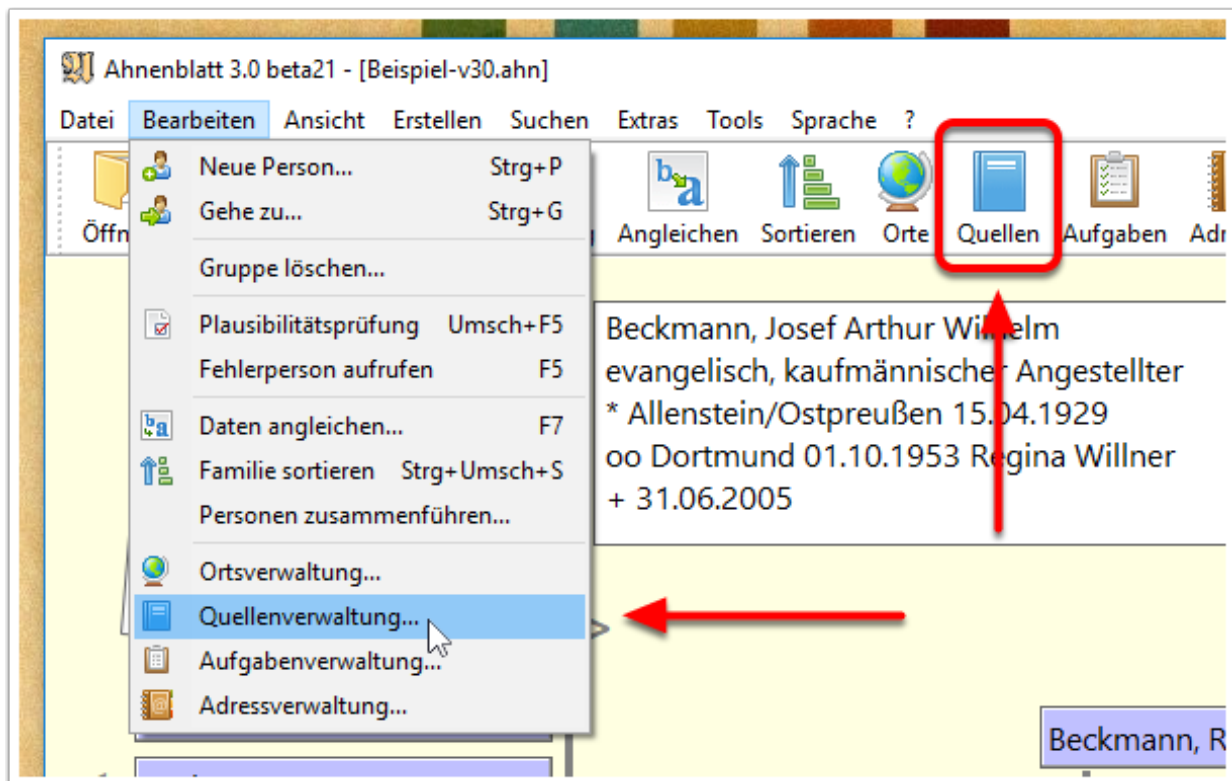 Ahnenblatt 3.0 beta21 - [Beispiel-v30.ahn]
Datei Bearbeiten Ansicht Erstellen Suchen Extras Tools Sprache ?
Öffn Angleichen Sortieren Orte Quellen Aufgaben Adr
Neue Person... Strg+P
Gehe zu... Strg+G
Gruppe löschen...
Plausibilitätsprüfung Umsch+F5
Fehlerperson aufrufen F5
Daten angleichen... F7
Familie sortieren Strg+Umsch+S
Personen zusammenführen...
Ortsverwaltung...
Quellenverwaltung...
Aufgabenverwaltung...
Adressverwaltung...
Beckmann, Josef Arthur Wilhelm
evangelisch, kaufmännischer Angestellter
* Allenstein/Ostpreußen 15.04.1929
oo Dortmund 01.10.1953 Regina Willner
+ 31.06.2005
Beckmann, R